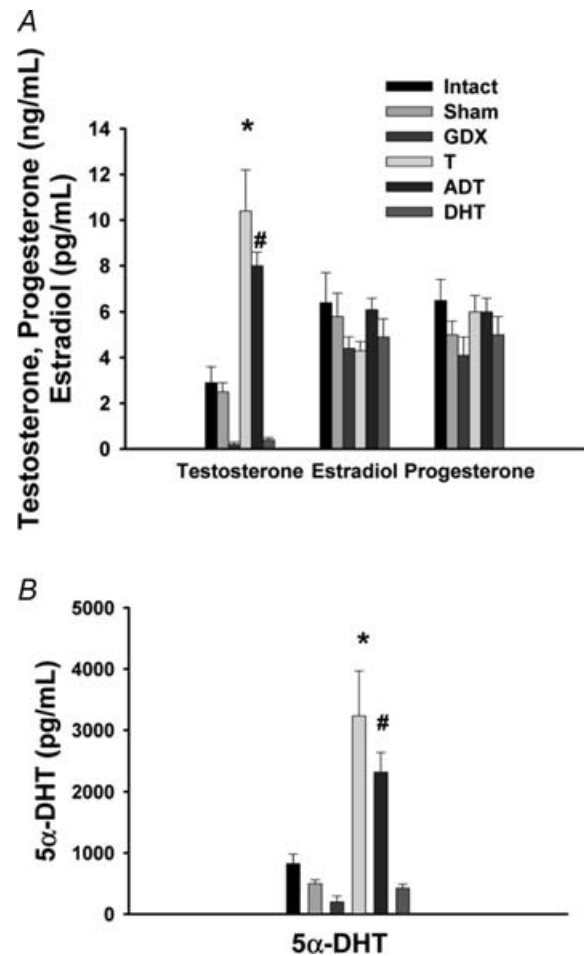 A
Testosterone, Progesterone (ng/mL)
Estradiol (pg/mL)
14
12
10
8
6
4
2
0
*
#
Intact
Sham
GDX
T
ADT
DHT
Testosterone Estradiol Progesterone
B
5α-DHT (pg/mL)
5000
4000
3000
2000
1000
0
*
#
5α-DHT